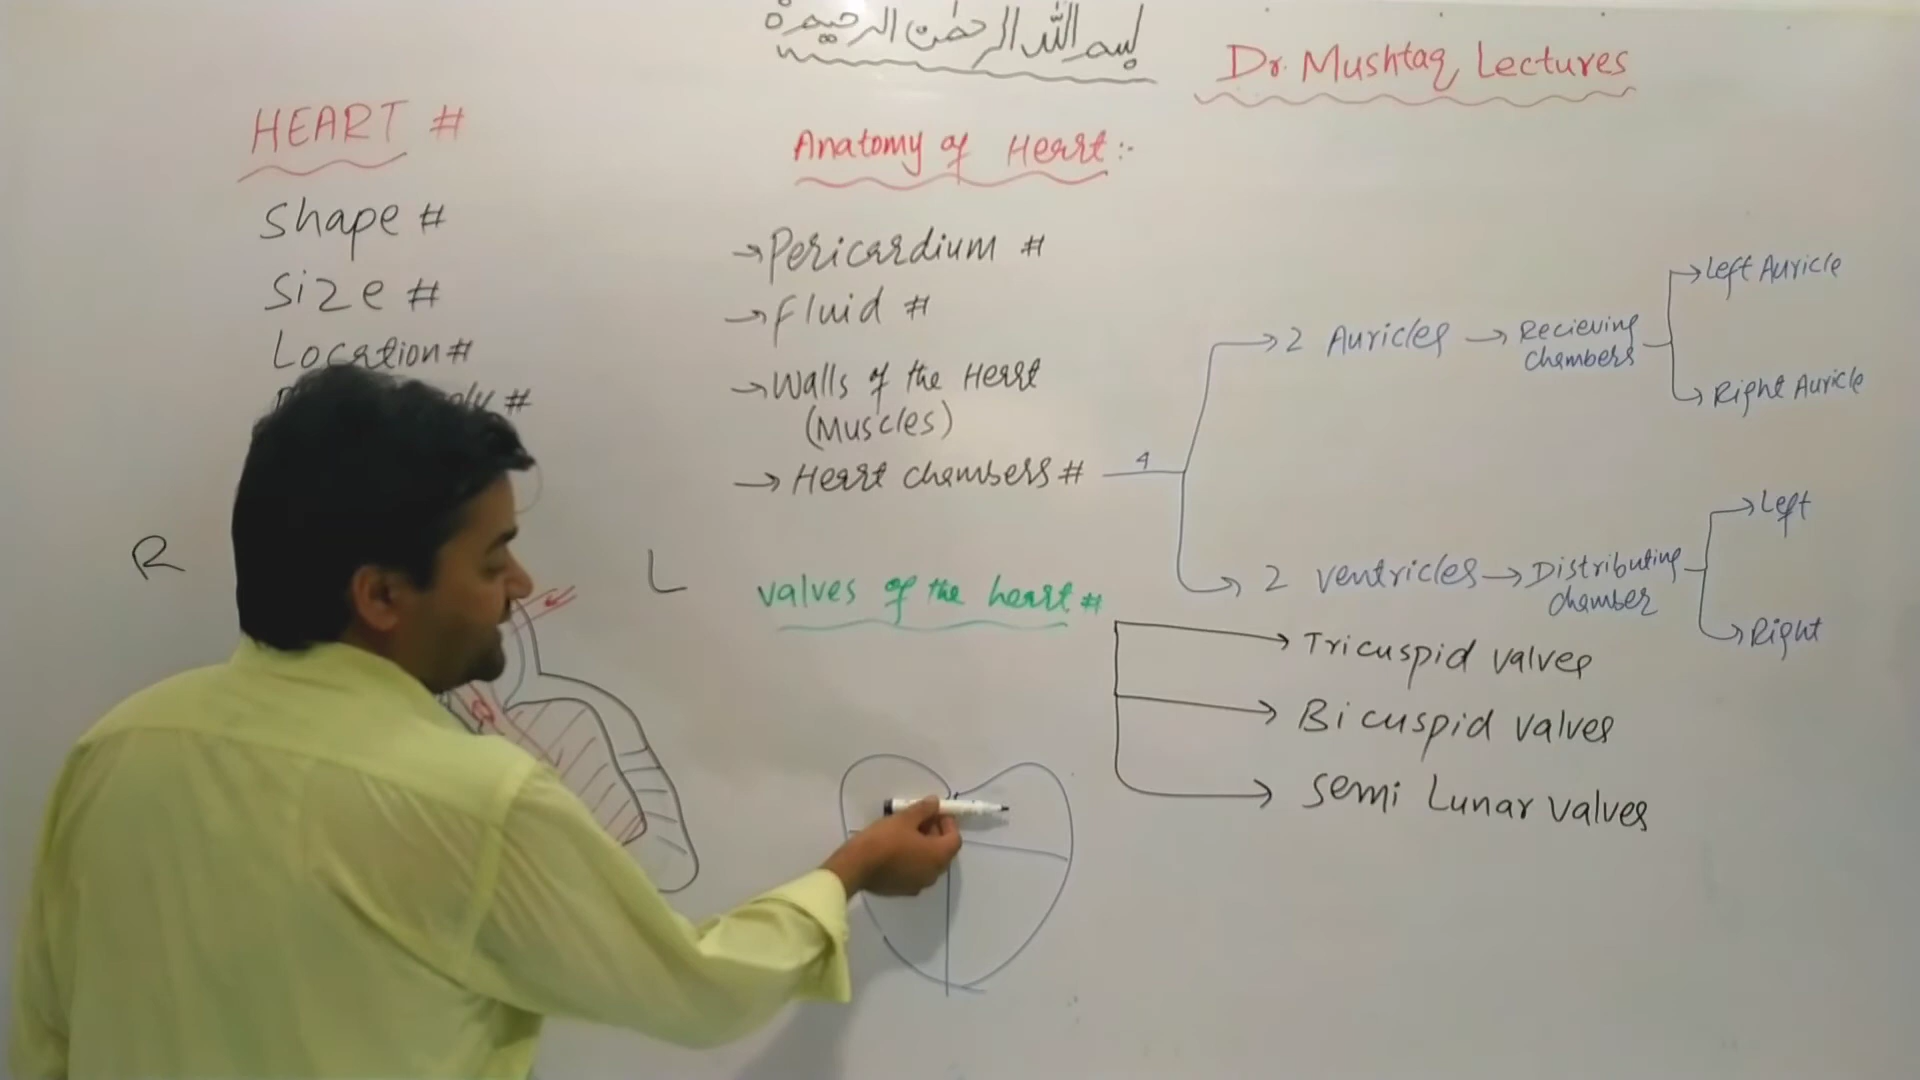 بسم الله الرحمٰن الرحيم
Dr. Mushtaq Lectures
HEART #
Shape #
Size #
Location #
#
R
L
Anatomy of Heart:-
→ Pericardium #
→ fluid #
→ Walls of the Heart
(Muscles)
→ Heart chambers #
4
→ 2 Auricles → Recieving
chambers
→ Left Auricle
→ Right Auricle
→ 2 ventricles → Distributing
chamber
→ Left
→ Right
valves of the heart #
→ Tricuspid valves
→ Bicuspid valves
→ Semi Lunar valves